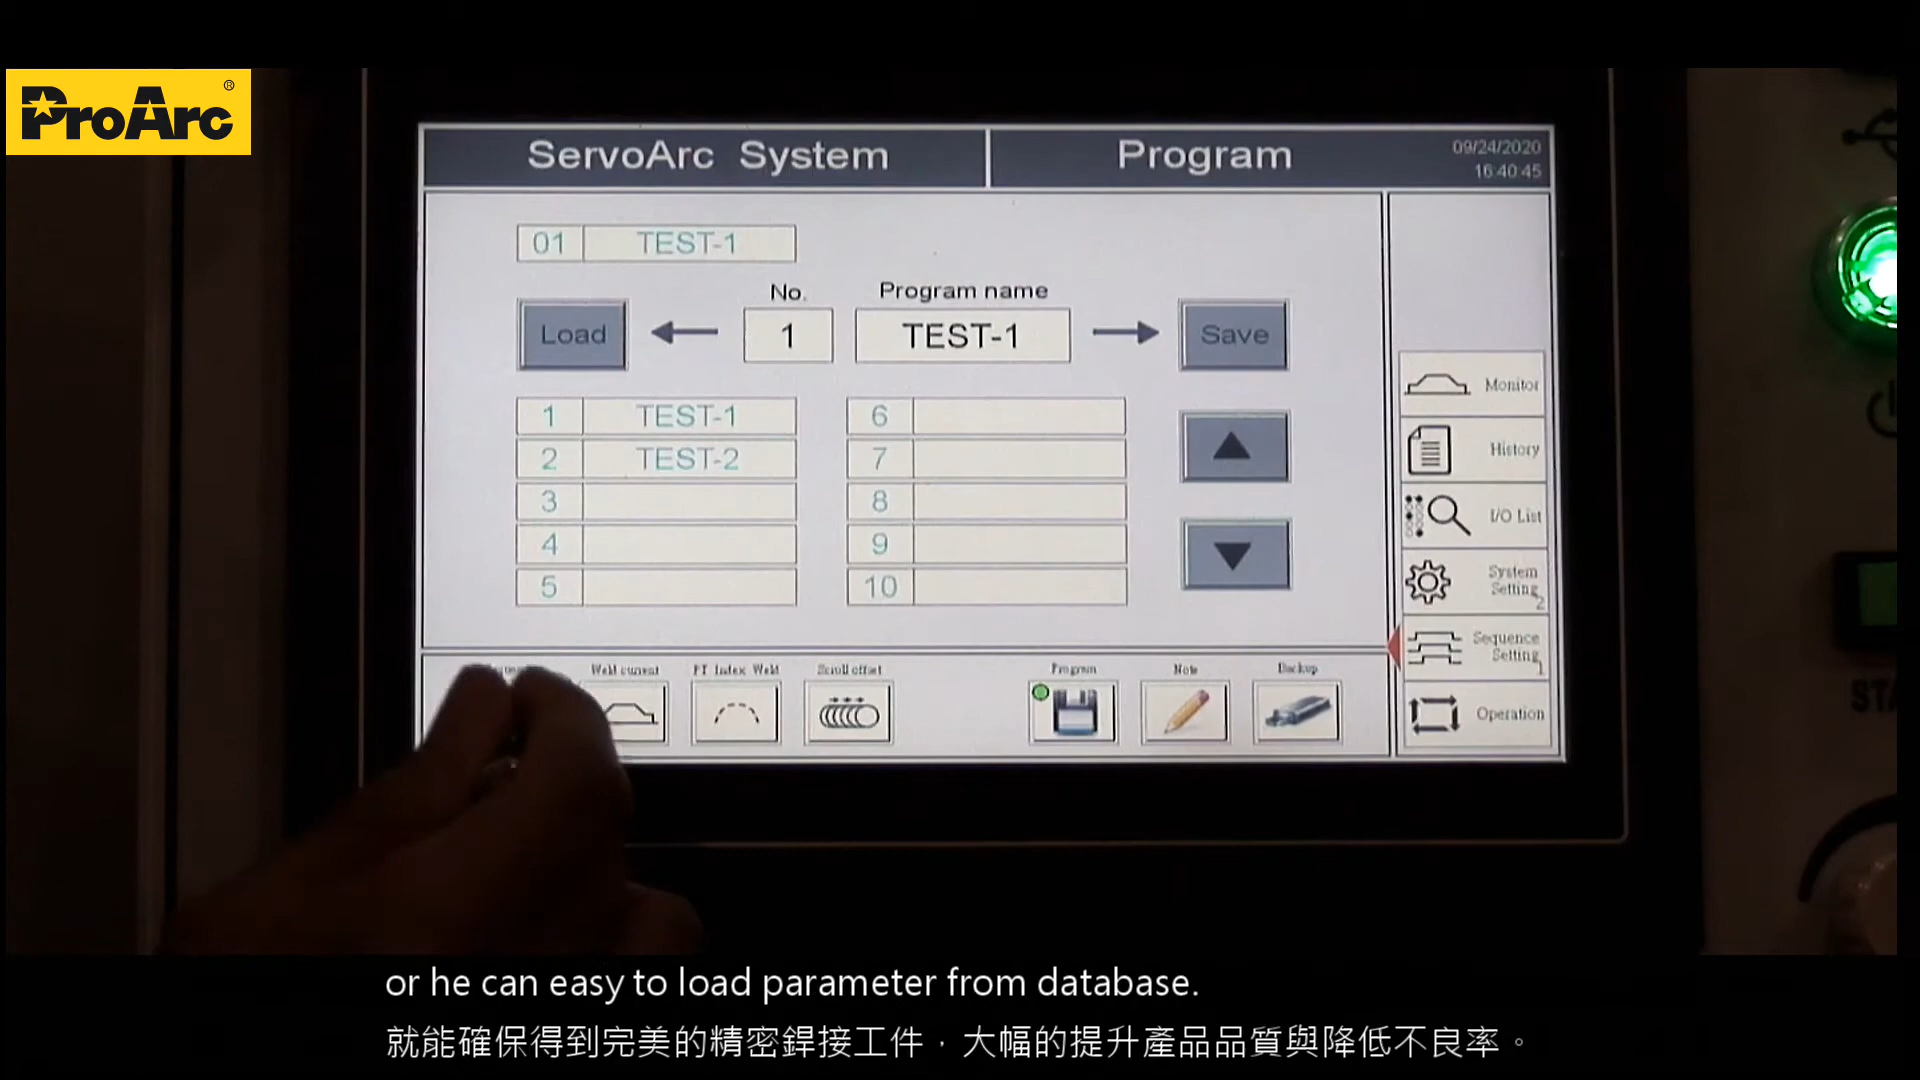 ProArc®
ServoArc System
Program
09/24/2020
16:40:45
01 TEST-1
No.
Program name
Load
1
TEST-1
Save
1 TEST-1
2 TEST-2
3
4
5
6
7
8
9
10
Monitor
History
I/O List
System
Setting 2
Sequence
Setting 1
Operation
Weld current
PT Index Weld
Scroll offset
Program
Note
Backup
or he can easy to load parameter from database.
就能確保得到完美的精密銲接工件，大幅的提升產品品質與降低不良率。